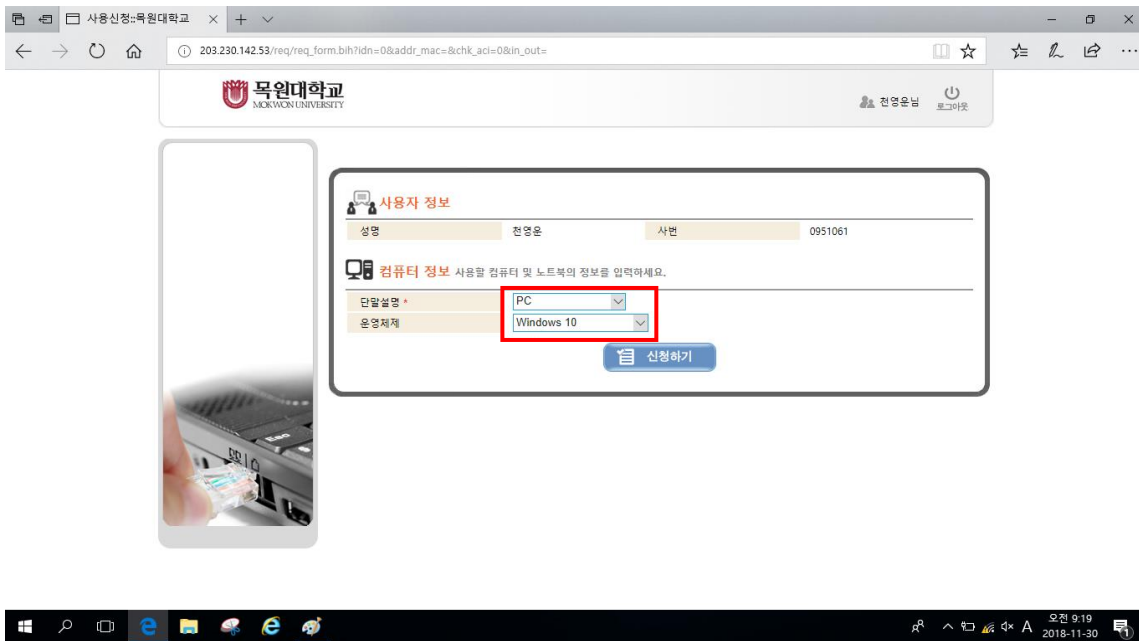 사용신청::목원대학교
203.230.142.53/req/req_form.bih?idn=0&addr_mac=&chk_aci=0&in_out=
목원대학교
MOKWON UNIVERSITY
천영운님
로그아웃
사용자 정보
성명 천영운 사번 0951061
컴퓨터 정보 사용할 컴퓨터 및 노트북의 정보를 입력하세요.
단말설명 * PC
운영체제 Windows 10
신청하기
Esc
A
오전 9:19
2018-11-30
1